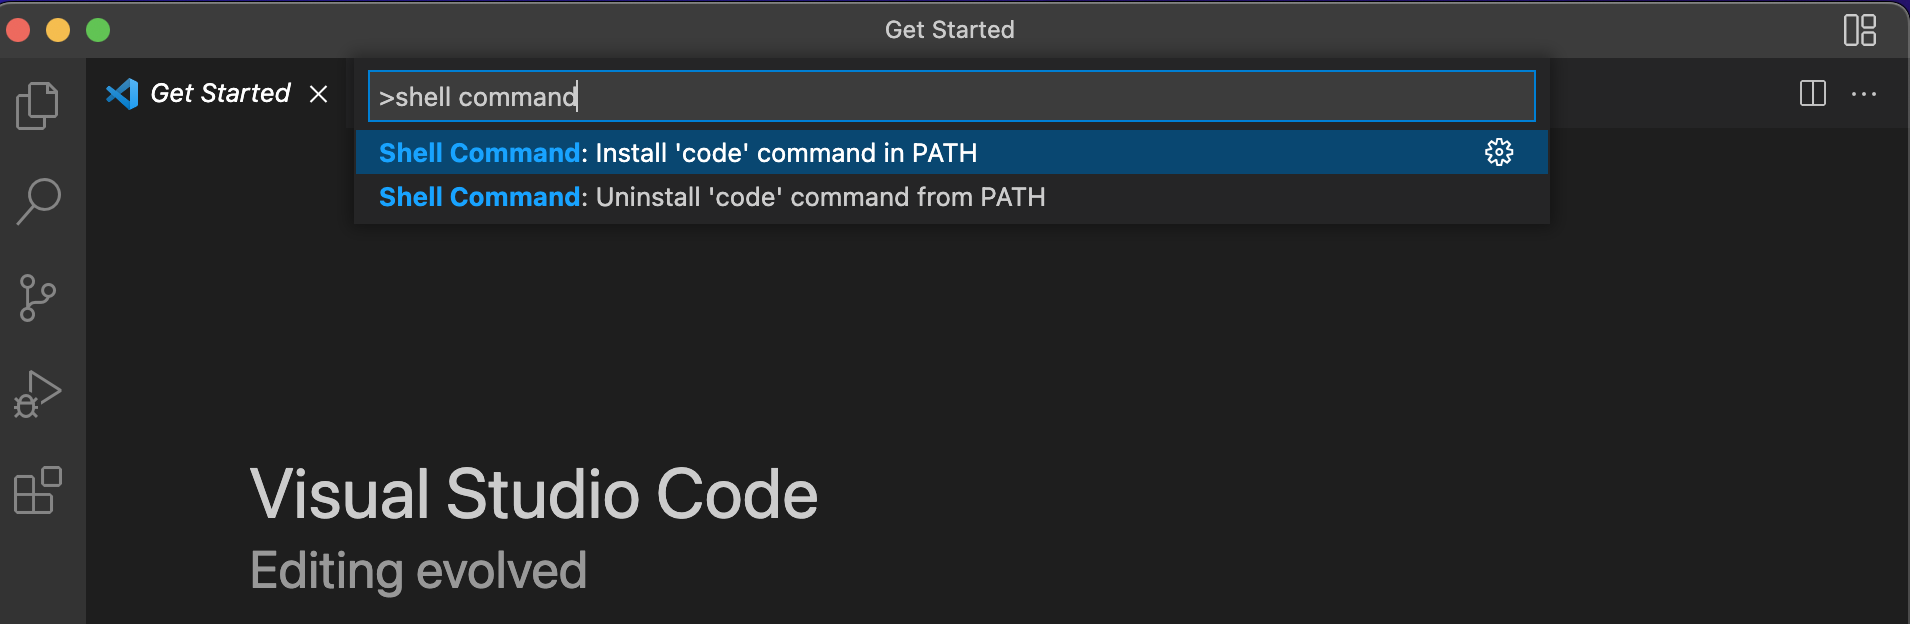 Get Started
Get Started
>shell command
Shell Command: Install 'code' command in PATH
Shell Command: Uninstall 'code' command from PATH
Visual Studio Code
Editing evolved